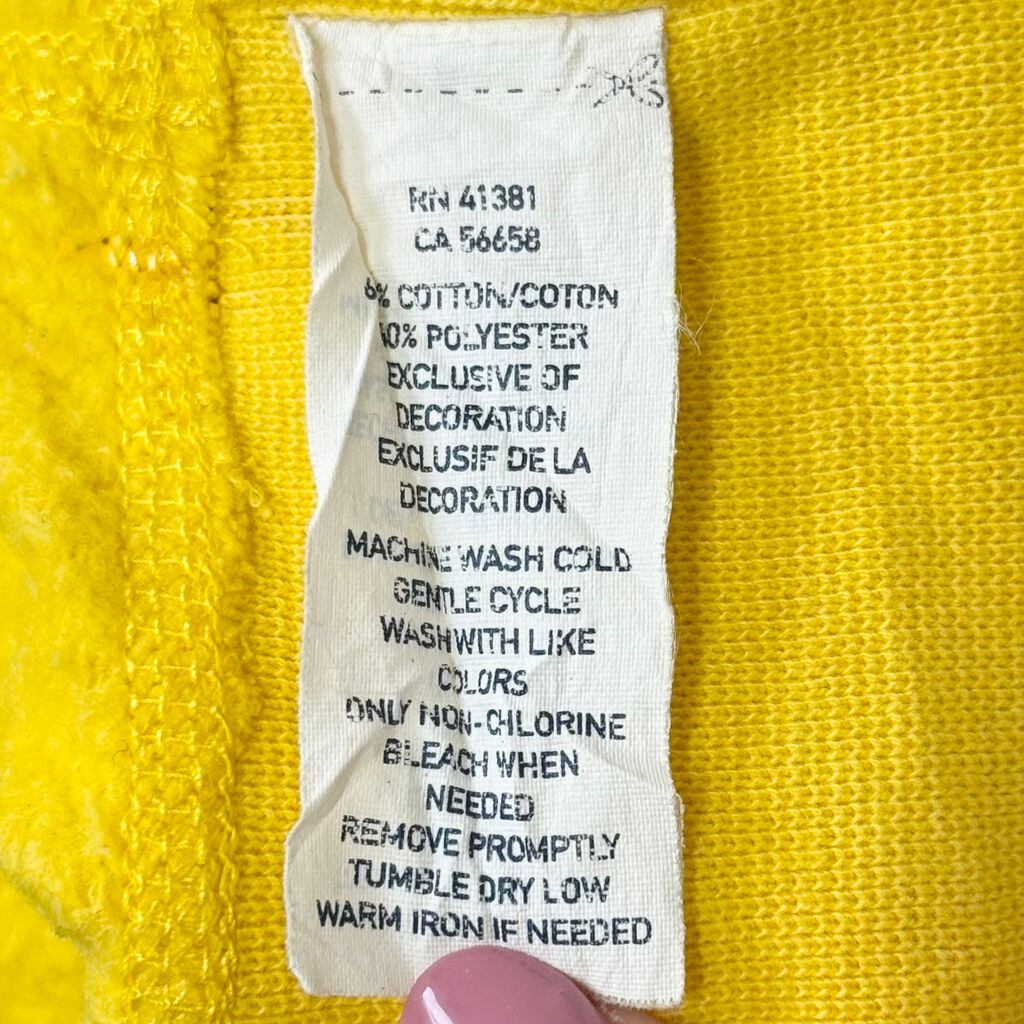 RN 41381
CA 56658
% COTTON/COTON
0% POLYESTER
EXCLUSIVE OF
DECORATION
EXCLUSIF DE LA
DECORATION
MACHINE WASH COLD
GENTLE CYCLE
WASH WITH LIKE
COLORS
ONLY NON-CHLORINE
BLEACH WHEN
NEEDED
REMOVE PROMPTLY
TUMBLE DRY LOW
WARM IRON IF NEEDED